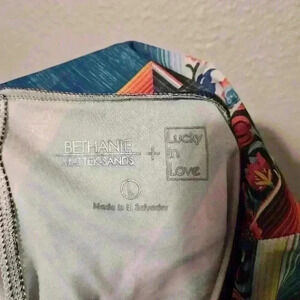 BETHANIE
MATTEK-SANDS
+
Lucky
In
Love
L
Made in El Salvador